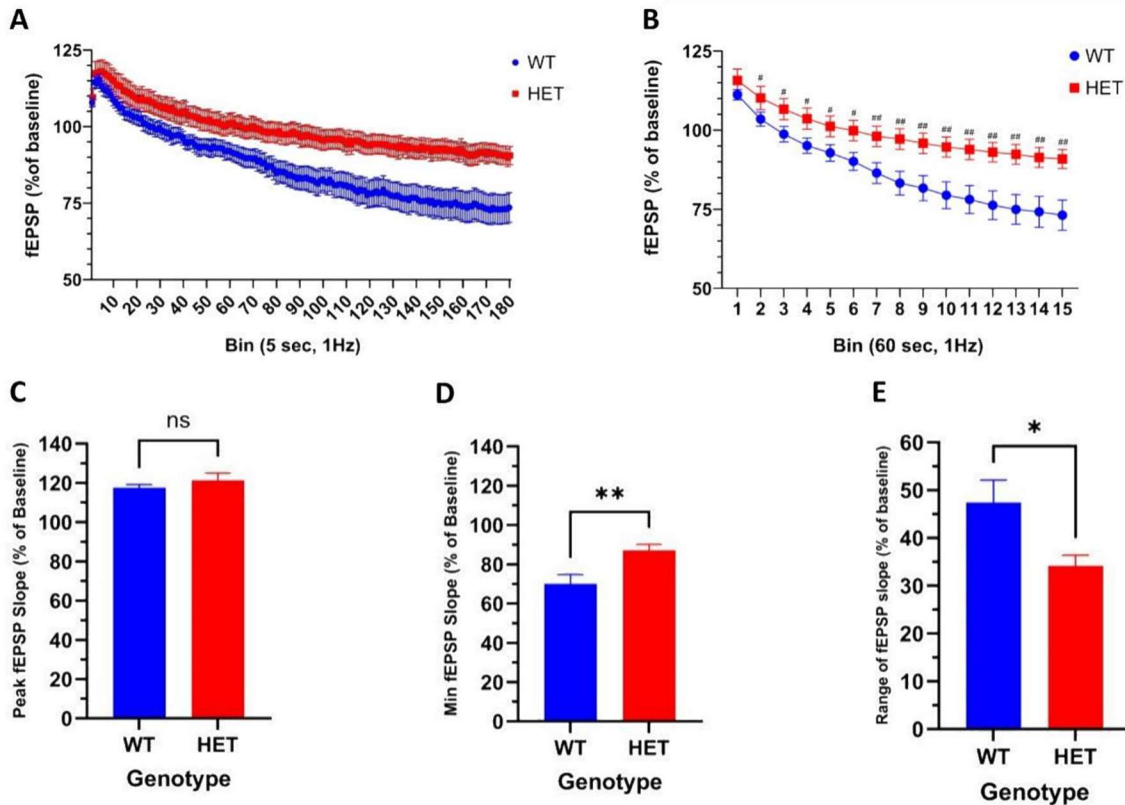 A
125
100
75
50
fEPSP (%of baseline)
10 20 30 40 50 60 70 80 90 100 110 120 130 140 150 160 170 180
Bin (5 sec, 1Hz)
WT
HET
B
125
100
75
50
fEPSP (% of baseline)
# # # # # ## ## ## ## ## ## ## ## ##
1 2 3 4 5 6 7 8 9 10 11 12 13 14 15
Bin (60 sec, 1Hz)
WT
HET
C
ns
140
120
100
80
60
40
20
0
Peak fEPSP Slope (% of Baseline)
WT HET
Genotype
D
**
140
120
100
80
60
40
20
0
Min fEPSP Slope (% of Baseline)
WT HET
Genotype
E
*
60
50
40
30
20
10
0
Range of fEPSP slope (% of baseline)
WT HET
Genotype